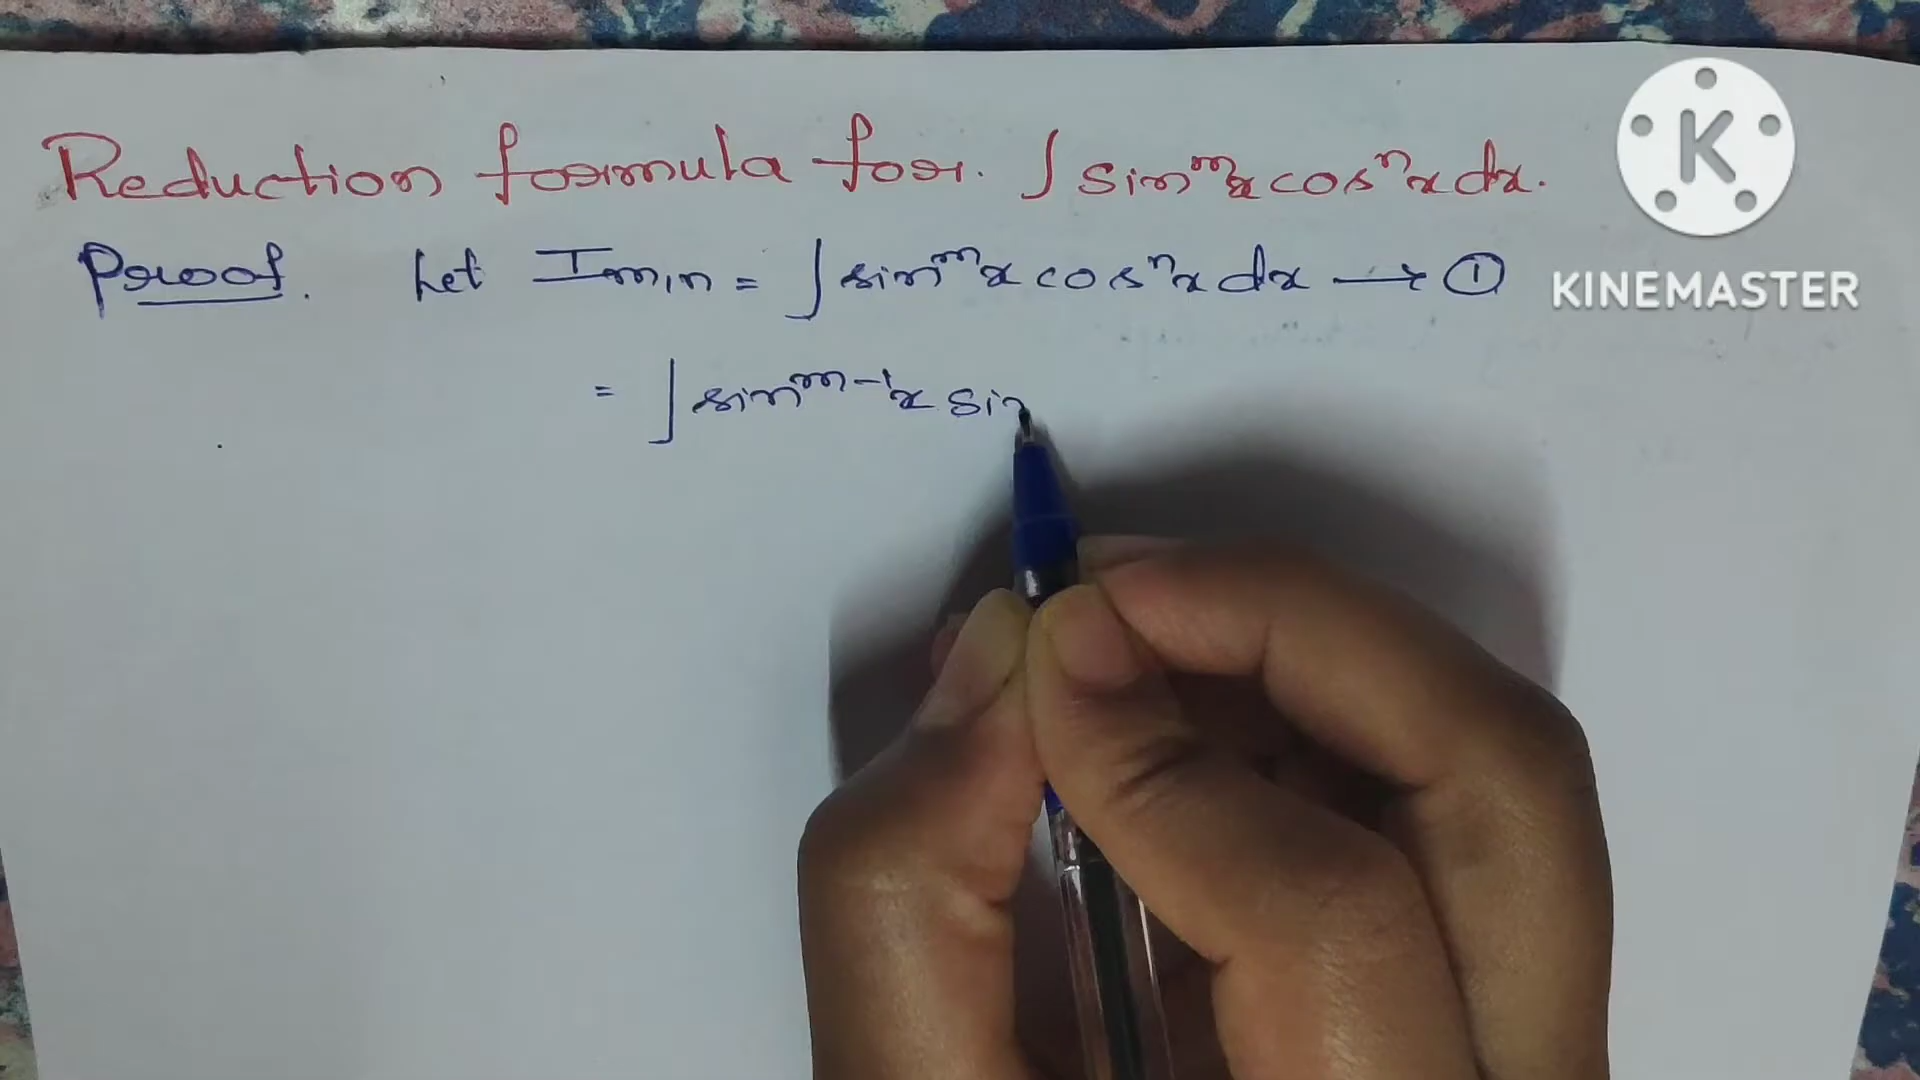 Reduction formula for. ∫ sinᵐx cosⁿx dx.
Proof. Let Iₘ,ₙ = ∫ sinᵐx cosⁿx dx → ①
= ∫ sinᵐ⁻¹x sin
K
KINEMASTER